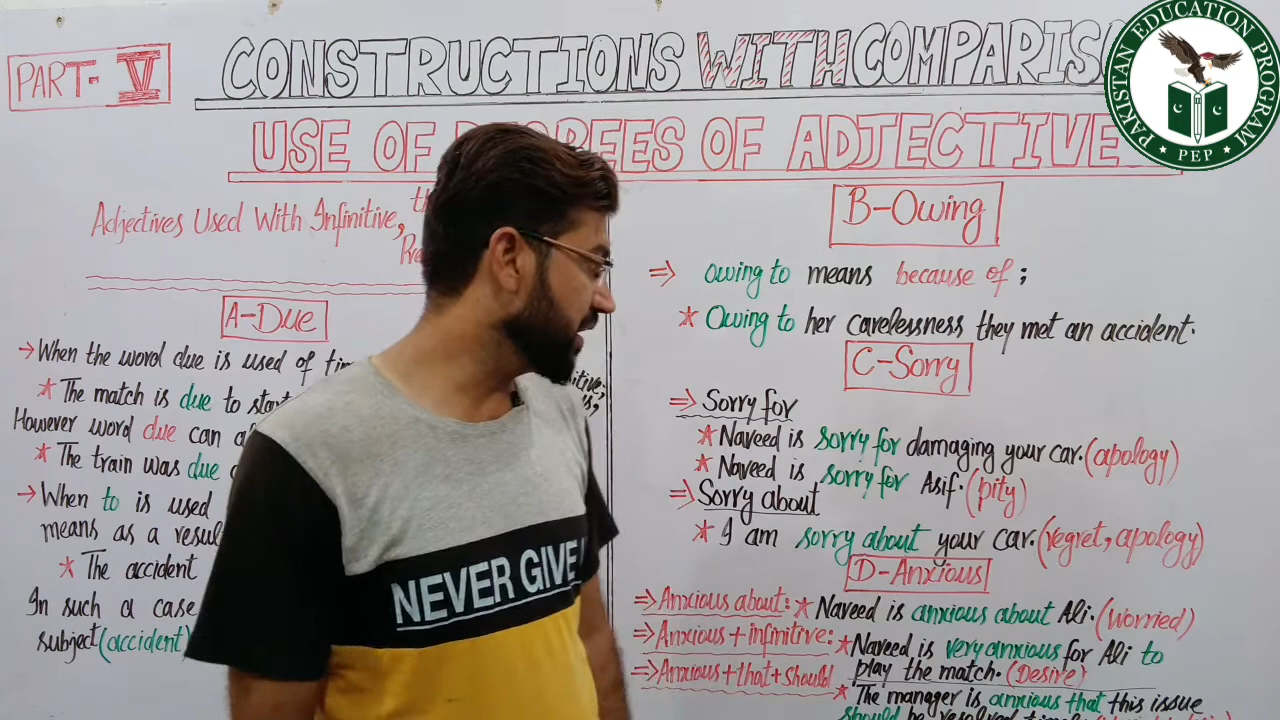 PART- V
CONSTRUCTIONS WITH COMPARISO
USE OF DEGREES OF ADJECTIVE
PAKISTAN EDUCATION PROGRAM
PEP
Adjectives Used With Infinitive,
A-Due
→When the word due is used of
* The match is due to start
However word due can
* The train was due
→When to is used
means as a
* The accident
In such a case
subject (accident)
B-Owing
⇒ owing to means because of;
* Owing to her carelessness they met an accident.
C-Sorry
⇒ Sorry for
* Naveed is sorry for damaging your car. (apology)
* Naveed is sorry for Asif. (pity)
⇒ Sorry about
* I am sorry about your car. (regret, apology)
D-Anxious
⇒Anxious about: * Naveed is anxious about Ali. (Worried)
⇒Anxious + infinitive: * Naveed is very anxious for Ali to
play the match. (Desire)
⇒Anxious + that + should
* The manager is anxious that this issue
should be
NEVER GIVE